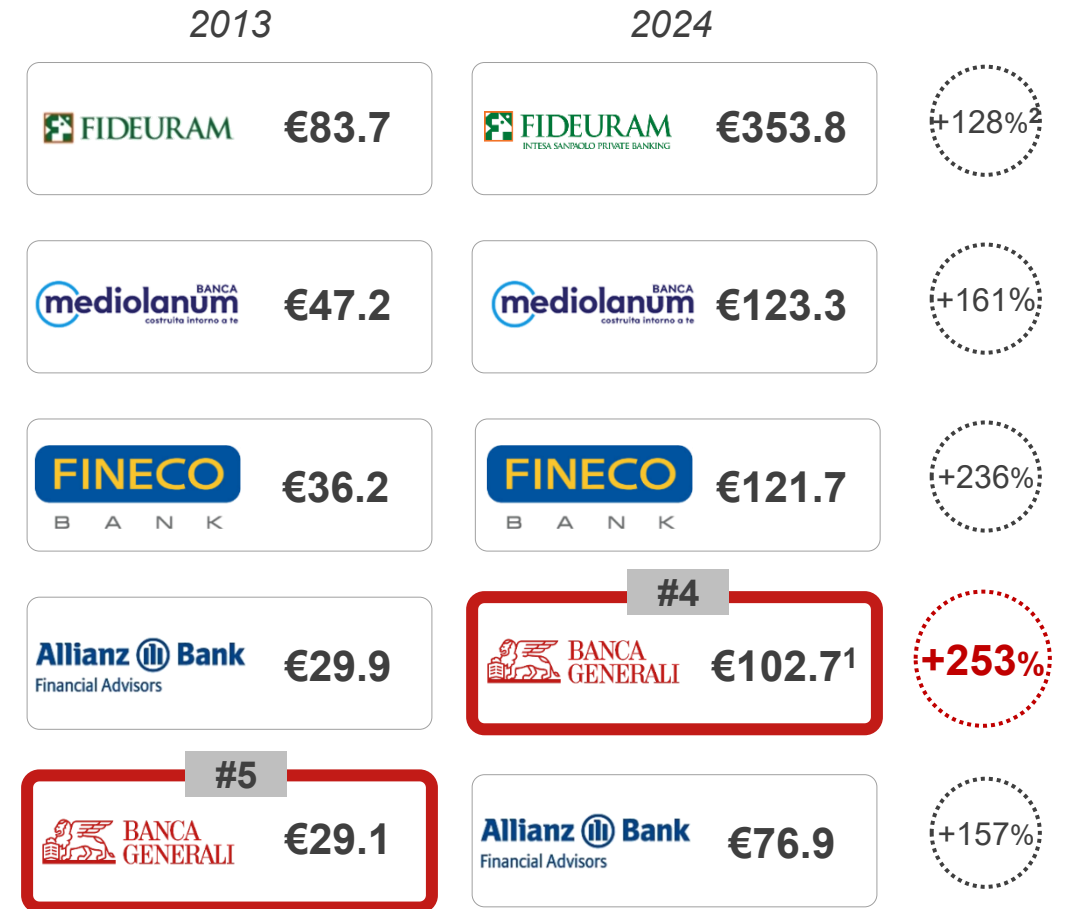 2013 2024
FIDEURAM €83.7 FIDEURAM INTESA SANPAOLO PRIVATE BANKING €353.8 +128%²
BANCA mediolanum costruita intorno a te €47.2 BANCA mediolanum costruita intorno a te €123.3 +161%
FINECO BANK €36.2 FINECO BANK €121.7 +236%
#4
Allianz Bank Financial Advisors €29.9 BANCA GENERALI €102.7¹ +253%
#5
BANCA GENERALI €29.1 Allianz Bank Financial Advisors €76.9 +157%